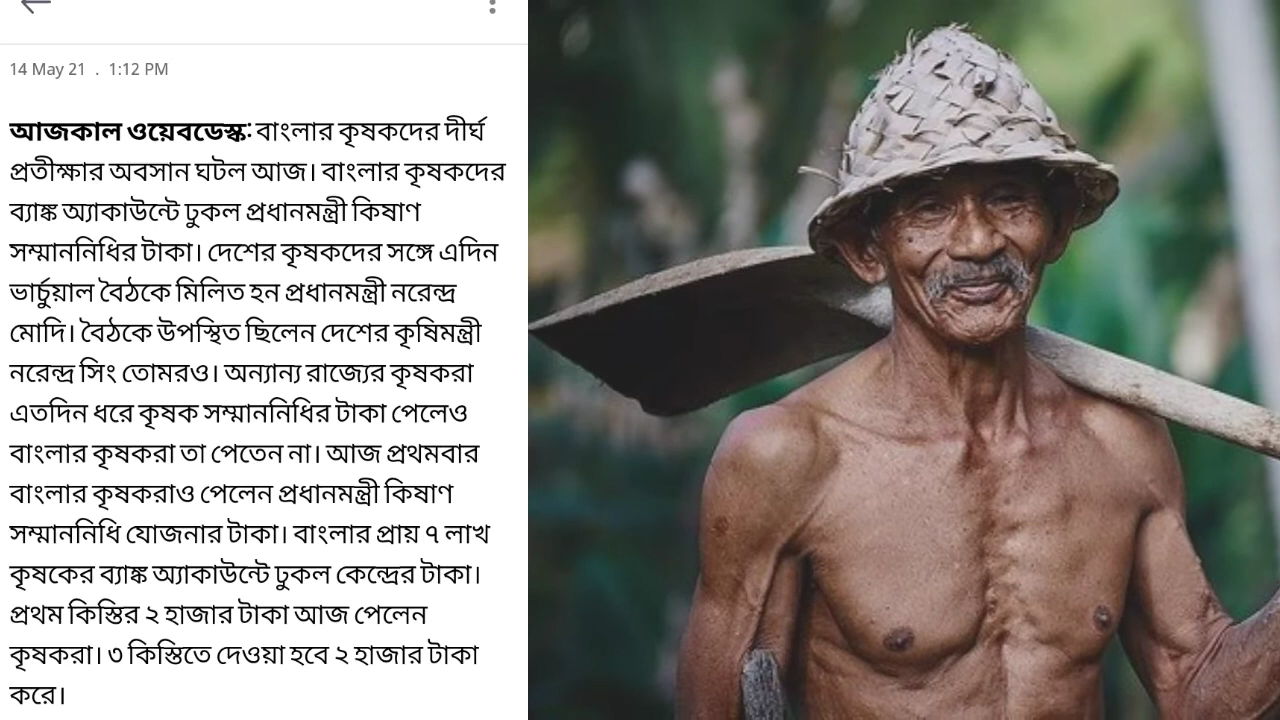 14 May 21 . 1:12 PM
আজকাল ওয়েবডেস্ক: বাংলার কৃষকদের দীর্ঘ
প্রতীক্ষার অবসান ঘটল আজ। বাংলার কৃষকদের
ব্যাঙ্ক অ্যাকাউন্টে ঢুকল প্রধানমন্ত্রী কিষাণ
সম্মাননিধির টাকা। দেশের কৃষকদের সঙ্গে এদিন
ভার্চুয়াল বৈঠকে মিলিত হন প্রধানমন্ত্রী নরেন্দ্র
মোদি। বৈঠকে উপস্থিত ছিলেন দেশের কৃষিমন্ত্রী
নরেন্দ্র সিং তোমরও। অন্যান্য রাজ্যের কৃষকরা
এতদিন ধরে কৃষক সম্মাননিধির টাকা পেলেও
বাংলার কৃষকরা তা পেতেন না। আজ প্রথমবার
বাংলার কৃষকরাও পেলেন প্রধানমন্ত্রী কিষাণ
সম্মাননিধি যোজনার টাকা। বাংলার প্রায় ৭ লাখ
কৃষকের ব্যাঙ্ক অ্যাকাউন্টে ঢুকল কেন্দ্রের টাকা।
প্রথম কিস্তির ২ হাজার টাকা আজ পেলেন
কৃষকরা। ৩ কিস্তিতে দেওয়া হবে ২ হাজার টাকা
করে।